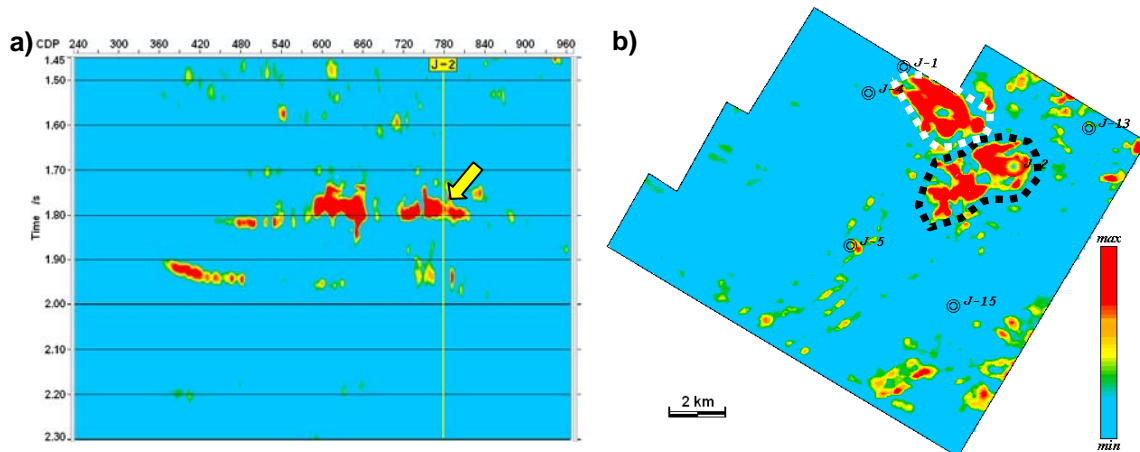 a)
CDP 240 300 360 420 480 540 600 660 720 780 840 900 960
J-2
Time /s
1.45
1.50
1.60
1.70
1.80
1.90
2.00
2.10
2.20
2.30
b)
J-1
J-4
J-13
J-2
J-5
J-15
2 km
max
min